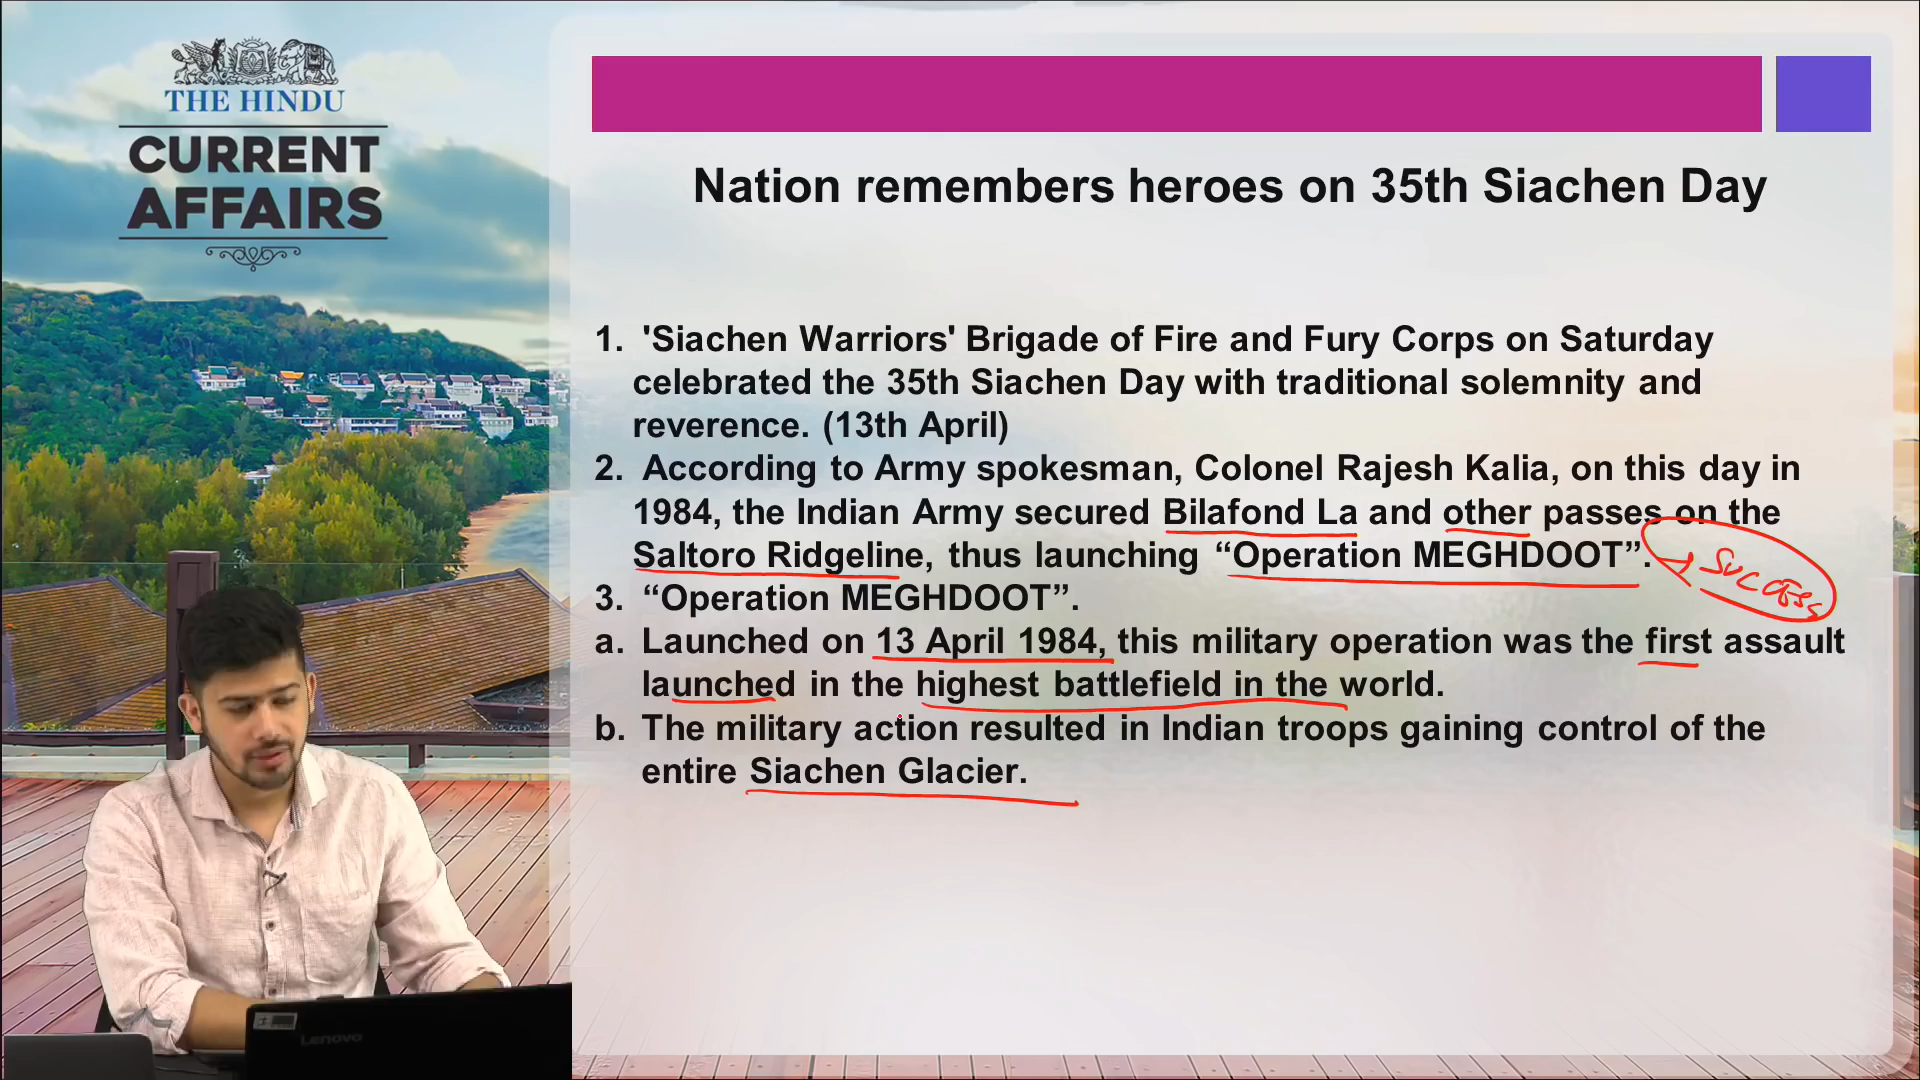 THE HINDU
CURRENT
AFFAIRS
Nation remembers heroes on 35th Siachen Day
1. 'Siachen Warriors' Brigade of Fire and Fury Corps on Saturday
celebrated the 35th Siachen Day with traditional solemnity and
reverence. (13th April)
2. According to Army spokesman, Colonel Rajesh Kalia, on this day in
1984, the Indian Army secured Bilafond La and other passes on the
Saltoro Ridgeline, thus launching “Operation MEGHDOOT”.
SUCCESS
3. “Operation MEGHDOOT”.
a. Launched on 13 April 1984, this military operation was the first assault
launched in the highest battlefield in the world.
b. The military action resulted in Indian troops gaining control of the
entire Siachen Glacier.
Lenovo